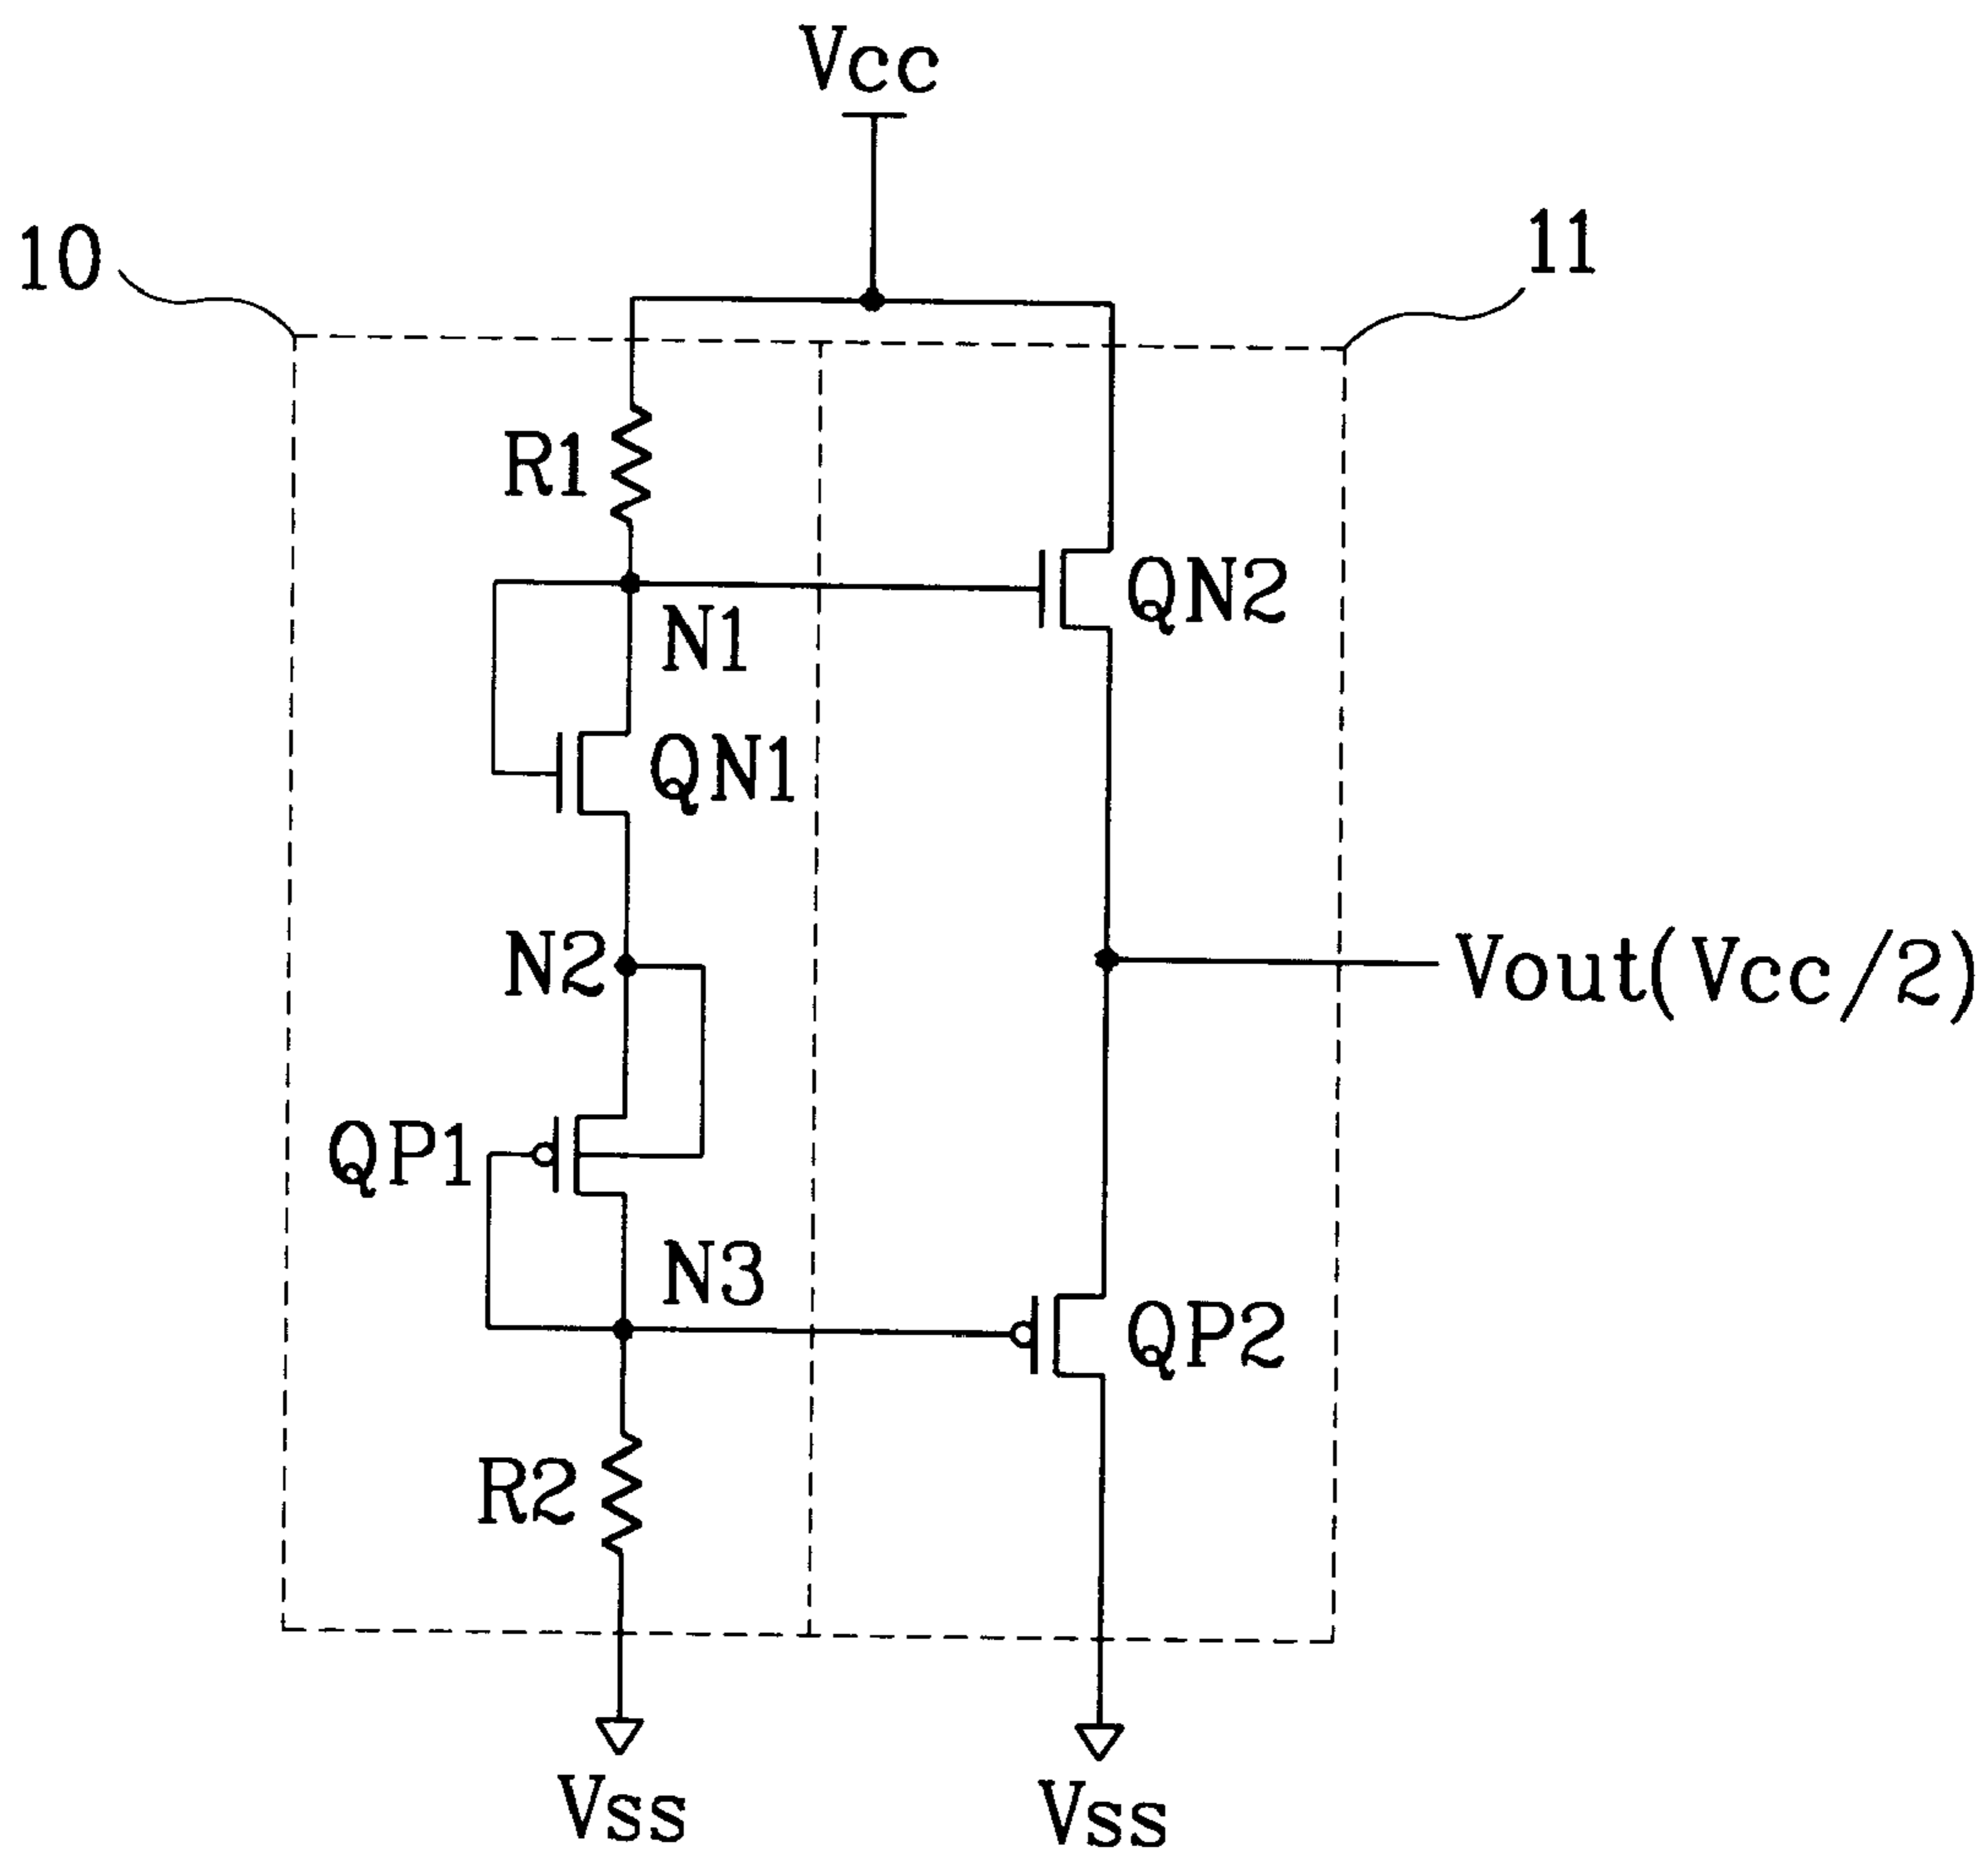 Vcc
10
11
R1
QN2
N1
QN1
N2
Vout(Vcc/2)
QP1
N3
QP2
R2
Vss
Vss